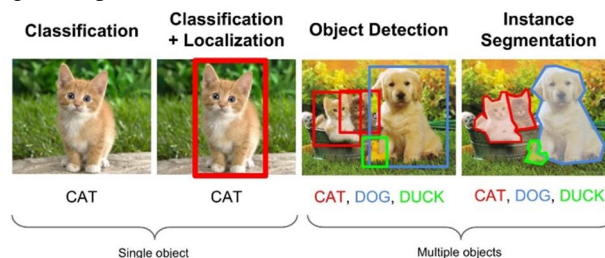 Classification
Classification
+ Localization
Object Detection
Instance
Segmentation
CAT
CAT
CAT, DOG, DUCK
CAT, DOG, DUCK
Single object
Multiple objects